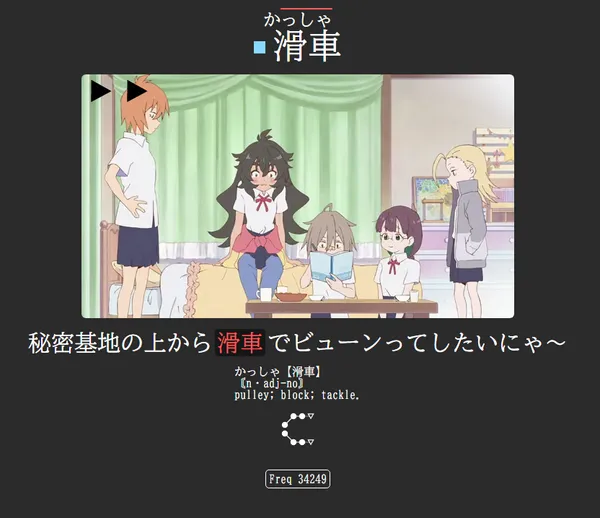 かっしゃ
滑車
秘密基地の上から滑車でビューンってしたいにゃ～
かっしゃ【滑車】
〘n・adj-no〙
pulley; block; tackle.
Freq 34249